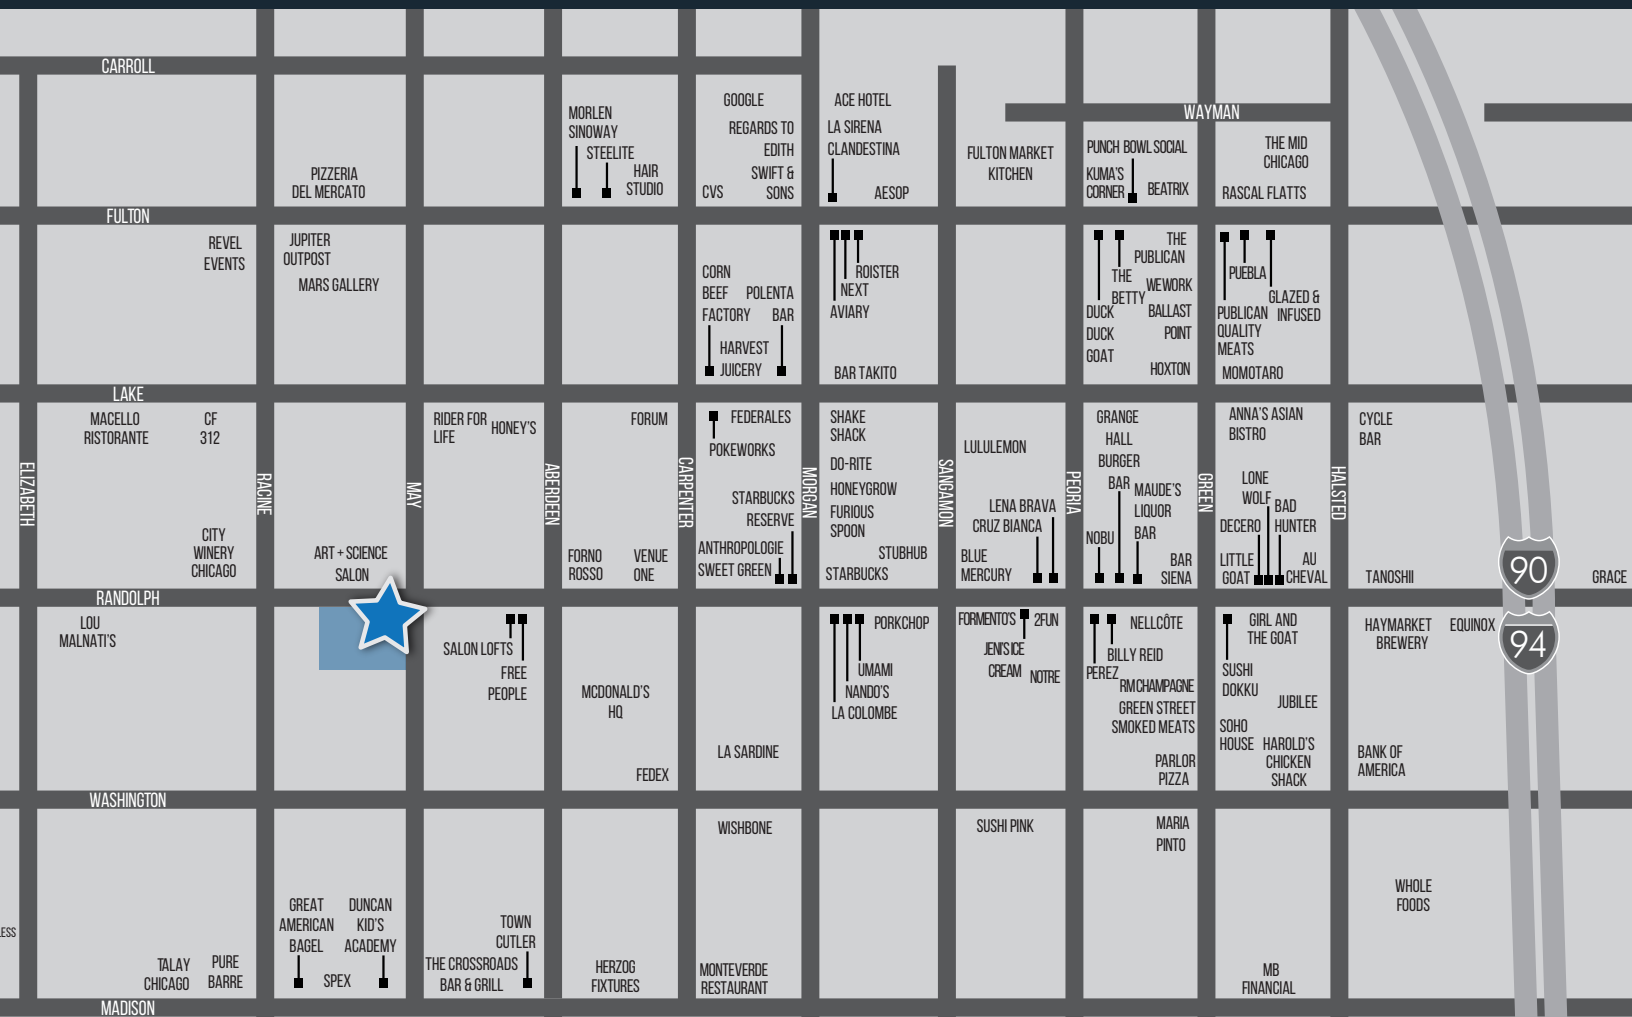 CARROLL
WAYMAN
MORLEN
SINOWAY
STEELITE
HAIR
STUDIO
GOOGLE
REGARDS TO
EDITH
SWIFT &
SONS
CVS
ACE HOTEL
LA SIRENA
CLANDESTINA
AESOP
FULTON MARKET
KITCHEN
PUNCH BOWL SOCIAL
KUMA'S
CORNER
BEATRIX
THE MID
CHICAGO
RASCAL FLATTS
PIZZERIA
DEL MERCATO
FULTON
REVEL
EVENTS
JUPITER
OUTPOST
MARS GALLERY
CORN
BEEF
FACTORY
POLENTA
BAR
HARVEST
JUICERY
ROISTER
NEXT
AVIARY
BAR TAKITO
THE
PUBLICAN
THE
BETTY
WEWORK
DUCK
DUCK
GOAT
BALLAST
POINT
HOXTON
PUEBLA
GLAZED &
INFUSED
PUBLICAN
QUALITY
MEATS
MOMOTARO
LAKE
MACELLO
RISTORANTE
CF
312
RIDER FOR
LIFE
HONEY'S
FORUM
FEDERALES
POKEWORKS
SHAKE
SHACK
DO-RITE
HONEYGROW
FURIOUS
SPOON
STUBHUB
STARBUCKS
LULULEMON
LENA BRAVA
CRUZ BIANCA
BLUE
MERCURY
GRANGE
HALL
BURGER
BAR
MAUDE'S
LIQUOR
BAR
NOBU
BAR
SIENA
ANNA'S ASIAN
BISTRO
LONE
WOLF
BAD
HUNTER
DECERO
LITTLE
GOAT
AU
CHEVAL
CYCLE
BAR
TANOSHII
GRACE
ELIZABETH
RACINE
MAY
ABERDEEN
CARPENTER
MORGAN
SANGAMON
PEORIA
GREEN
HALSTED
CITY
WINERY
CHICAGO
ART + SCIENCE
SALON
FORNO
ROSSO
VENUE
ONE
STARBUCKS
RESERVE
ANTHROPOLOGIE
SWEET GREEN
90
94
RANDOLPH
LOU
MALNATI'S
SALON LOFTS
FREE
PEOPLE
MCDONALD'S
HQ
FEDEX
LA SARDINE
PORKCHOP
UMAMI
NANDO'S
LA COLOMBE
FORMENTO'S
2FUN
JENI'S ICE
CREAM
NOTRE
NELLCÔTE
BILLY REID
PEREZ
RM CHAMPAGNE
GREEN STREET
SMOKED MEATS
PARLOR
PIZZA
GIRL AND
THE GOAT
SUSHI
DOKKU
JUBILEE
SOHO
HOUSE
HAROLD'S
CHICKEN
SHACK
HAYMARKET
BREWERY
EQUINOX
BANK OF
AMERICA
WASHINGTON
WISHBONE
SUSHI PINK
MARIA
PINTO
WHOLE
FOODS
LESS
TALAY
CHICAGO
PURE
BARRE
GREAT
AMERICAN
BAGEL
DUNCAN
KID'S
ACADEMY
SPEX
TOWN
CUTLER
THE CROSSROADS
BAR & GRILL
HERZOG
FIXTURES
MONTEVERDE
RESTAURANT
MB
FINANCIAL
MADISON